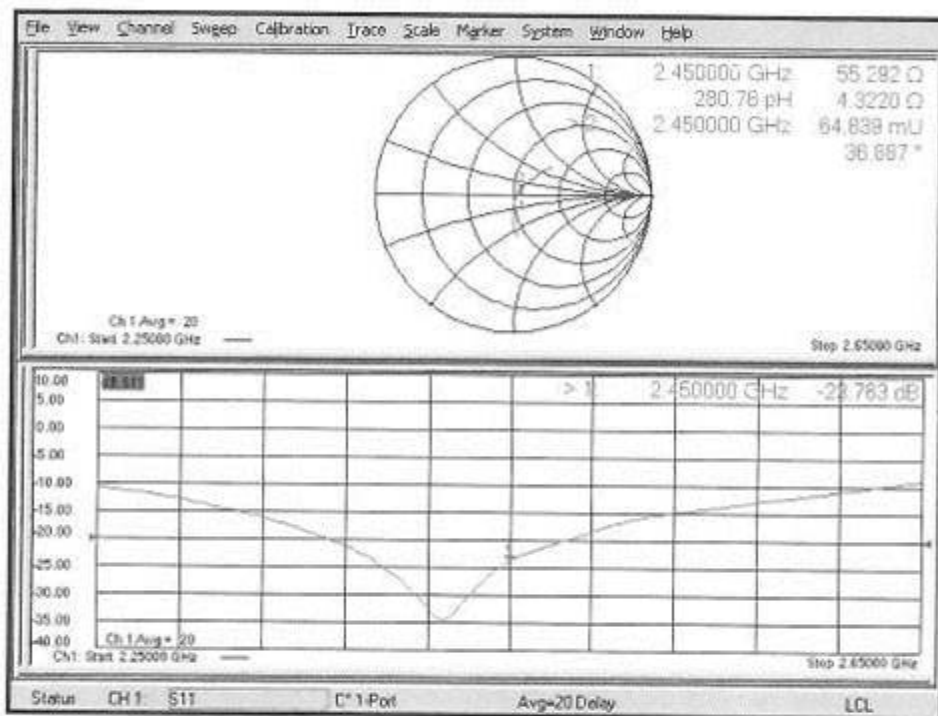 File View Channel Sweep Calibration Trace Scale Marker System Window Help
1 2.450000 GHz 55.292 Ω
280.76 pH 4.3220 Ω
>2 2.450000 GHz 64.839 mU
36.887 °
Ch 1 Avg = 20
Ch1: Start 2.25000 GHz
Stop 2.65000 GHz
10.00
> 1: 2.450000 GHz -23.763 dB
5.00
0.00
-5.00
-10.00
-15.00
-20.00
-25.00
-30.00
-35.00
-40.00
Ch 1 Avg = 20
Ch1: Start 2.25000 GHz
Stop 2.65000 GHz
Status CH 1: S11 C* 1-Port Avg=20 Delay LCL